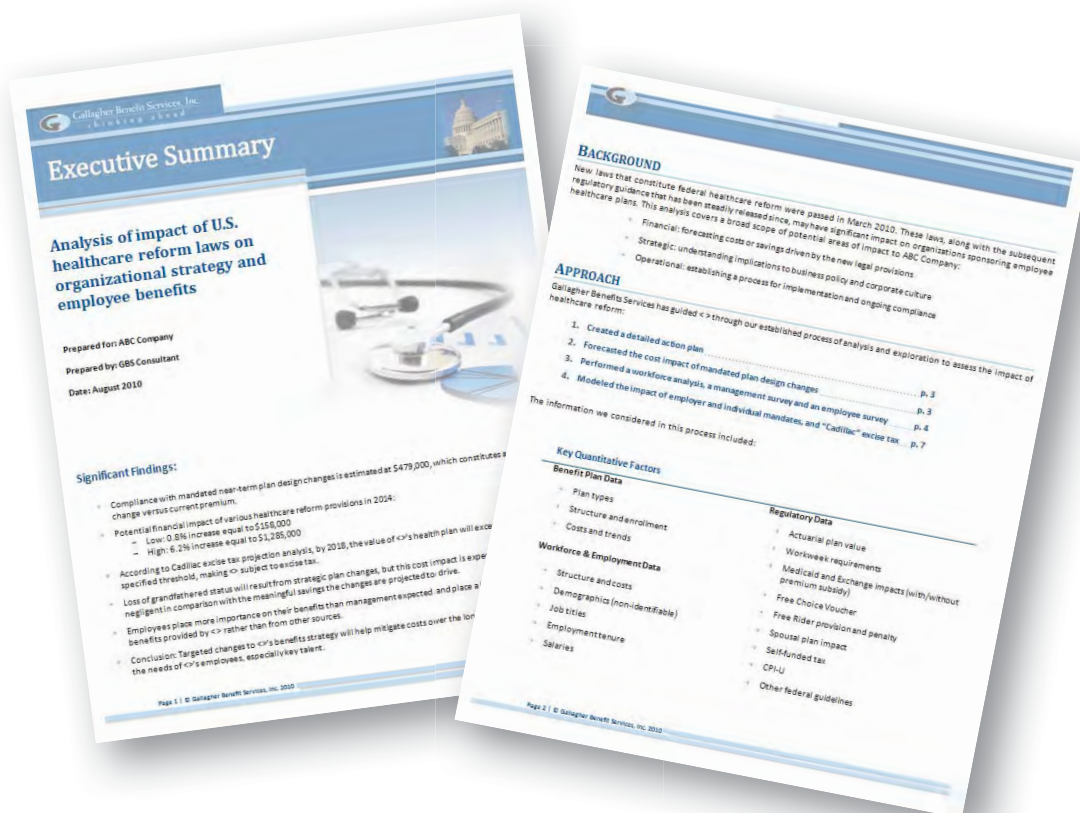 Gallagher Benefit Services, Inc.
thinking ahead
Executive Summary
Analysis of impact of U.S.
healthcare reform laws on
organizational strategy and
employee benefits
Prepared for: ABC Company
Prepared by: GBS Consultant
Date: August 2010
Significant Findings:
Compliance with mandated near-term plan design changes is estimated at $479,000, which constitutes a
change versus current premium.
Potential financial impact of various healthcare reform provisions in 2014:
– Low: 0.8% increase equal to $158,000
– High: 6.2% increase equal to $1,285,000
According to Cadillac excise tax projection analysis, by 2018, the value of <>'s health plan will exce
specified threshold, making <> subject to excise tax.
Loss of grandfathered status will result from strategic plan changes, but this cost impact is expe
negligent in comparison with the meaningful savings the changes are projected to drive.
Employees place more importance on their benefits than management expected, and place a
benefits provided by <> rather than from other sources.
Conclusion: Targeted changes to <>'s benefits strategy will help mitigate costs over the lon
the needs of <>'s employees, especially key talent.
Page 1 | © Gallagher Benefit Services, Inc. 2010
G
BACKGROUND
New laws that constitute federal healthcare reform were passed in March 2010. These laws, along with the subsequent
regulatory guidance that has been steadily released since, may have significant impact on organizations sponsoring employee
healthcare plans. This analysis covers a broad scope of potential areas of impact to ABC Company:
Financial: forecasting costs or savings driven by the new legal provisions
Strategic: understanding implications to business policy and corporate culture
Operational: establishing a process for implementation and ongoing compliance
APPROACH
Gallagher Benefits Services has guided < > through our established process of analysis and exploration to assess the impact of
healthcare reform:
1. Created a detailed action plan p. 3
2. Forecasted the cost impact of mandated plan design changes p. 3
3. Performed a workforce analysis, a management survey and an employee survey p. 4
4. Modeled the impact of employer and individual mandates, and "Cadillac" excise tax p. 7
The information we considered in this process included:
Key Quantitative Factors
Benefit Plan Data
Plan types
Structure and enrollment
Costs and trends
Workforce & Employment Data
Structure and costs
Demographics (non-identifiable)
Job titles
Employment tenure
Salaries
Regulatory Data
Actuarial plan value
Workweek requirements
Medicaid and Exchange impacts (with/without
premium subsidy)
Free Choice Voucher
Free Rider provision and penalty
Spousal plan impact
Self-funded tax
CPI-U
Other federal guidelines
Page 2 | © Gallagher Benefit Services, Inc. 2010